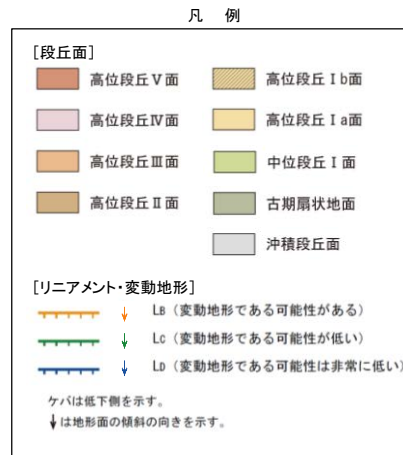 凡 例
[段丘面]
高位段丘Ⅴ面
高位段丘Ⅳ面
高位段丘Ⅲ面
高位段丘Ⅱ面
高位段丘Ⅰb面
高位段丘Ⅰa面
中位段丘Ⅰ面
古期扇状地面
沖積段丘面
[リニアメント・変動地形]
LB (変動地形である可能性がある)
LC (変動地形である可能性が低い)
LD (変動地形である可能性は非常に低い)
ケバは低下側を示す。
↓は地形面の傾斜の向きを示す。